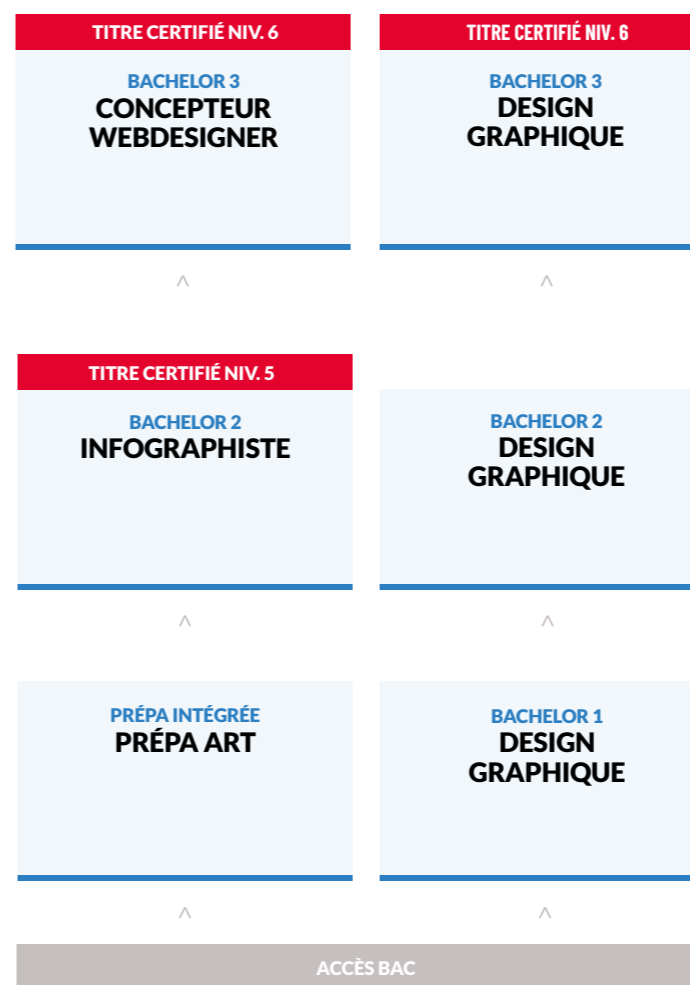 TITRE CERTIFIÉ NIV. 6
BACHELOR 3
CONCEPTEUR
WEBDESIGNER
^
TITRE CERTIFIÉ NIV. 6
BACHELOR 3
DESIGN
GRAPHIQUE
^
TITRE CERTIFIÉ NIV. 5
BACHELOR 2
INFOGRAPHISTE
^
BACHELOR 2
DESIGN
GRAPHIQUE
^
PRÉPA INTÉGRÉE
PRÉPA ART
^
BACHELOR 1
DESIGN
GRAPHIQUE
^
ACCÈS BAC